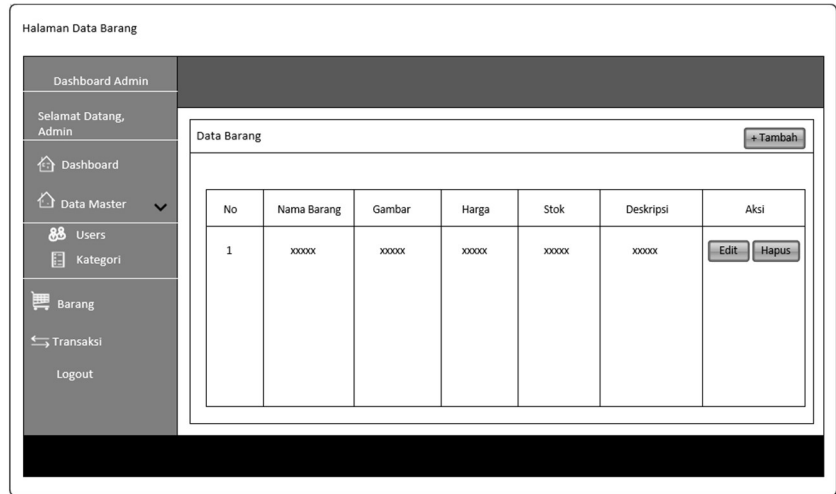 Halaman Data Barang
Dashboard Admin
Selamat Datang,
Admin
Dashboard
Data Master
Users
Kategori
Barang
Transaksi
Logout
Data Barang
+ Tambah
No Nama Barang Gambar Harga Stok Deskripsi Aksi
1 xxxxx xxxxx xxxxx xxxxx xxxxx Edit Hapus